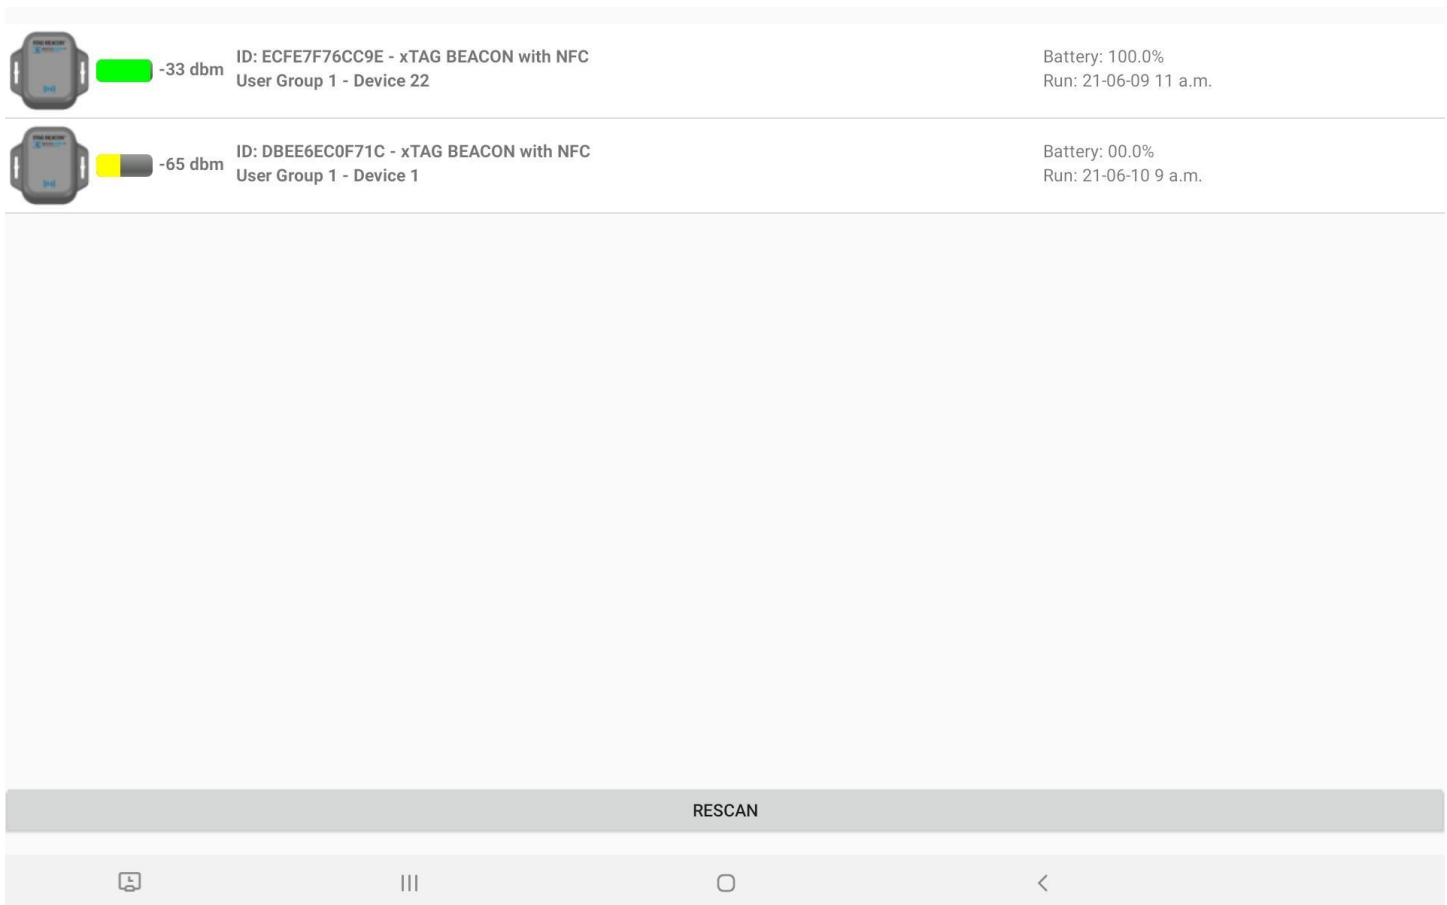 -33 dbm
ID: ECFE7F76CC9E - xTAG BEACON with NFC
User Group 1 - Device 22
Battery: 100.0%
Run: 21-06-09 11 a.m.
-65 dbm
ID: DBEE6EC0F71C - xTAG BEACON with NFC
User Group 1 - Device 1
Battery: 00.0%
Run: 21-06-10 9 a.m.
RESCAN